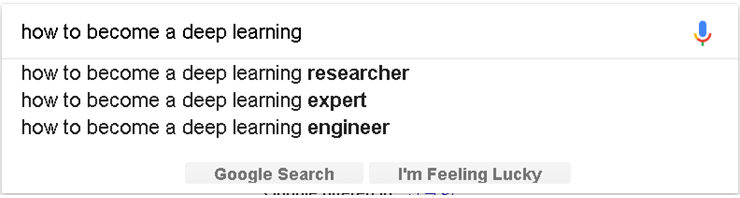 how to become a deep learning
how to become a deep learning researcher
how to become a deep learning expert
how to become a deep learning engineer
Google Search I'm Feeling Lucky